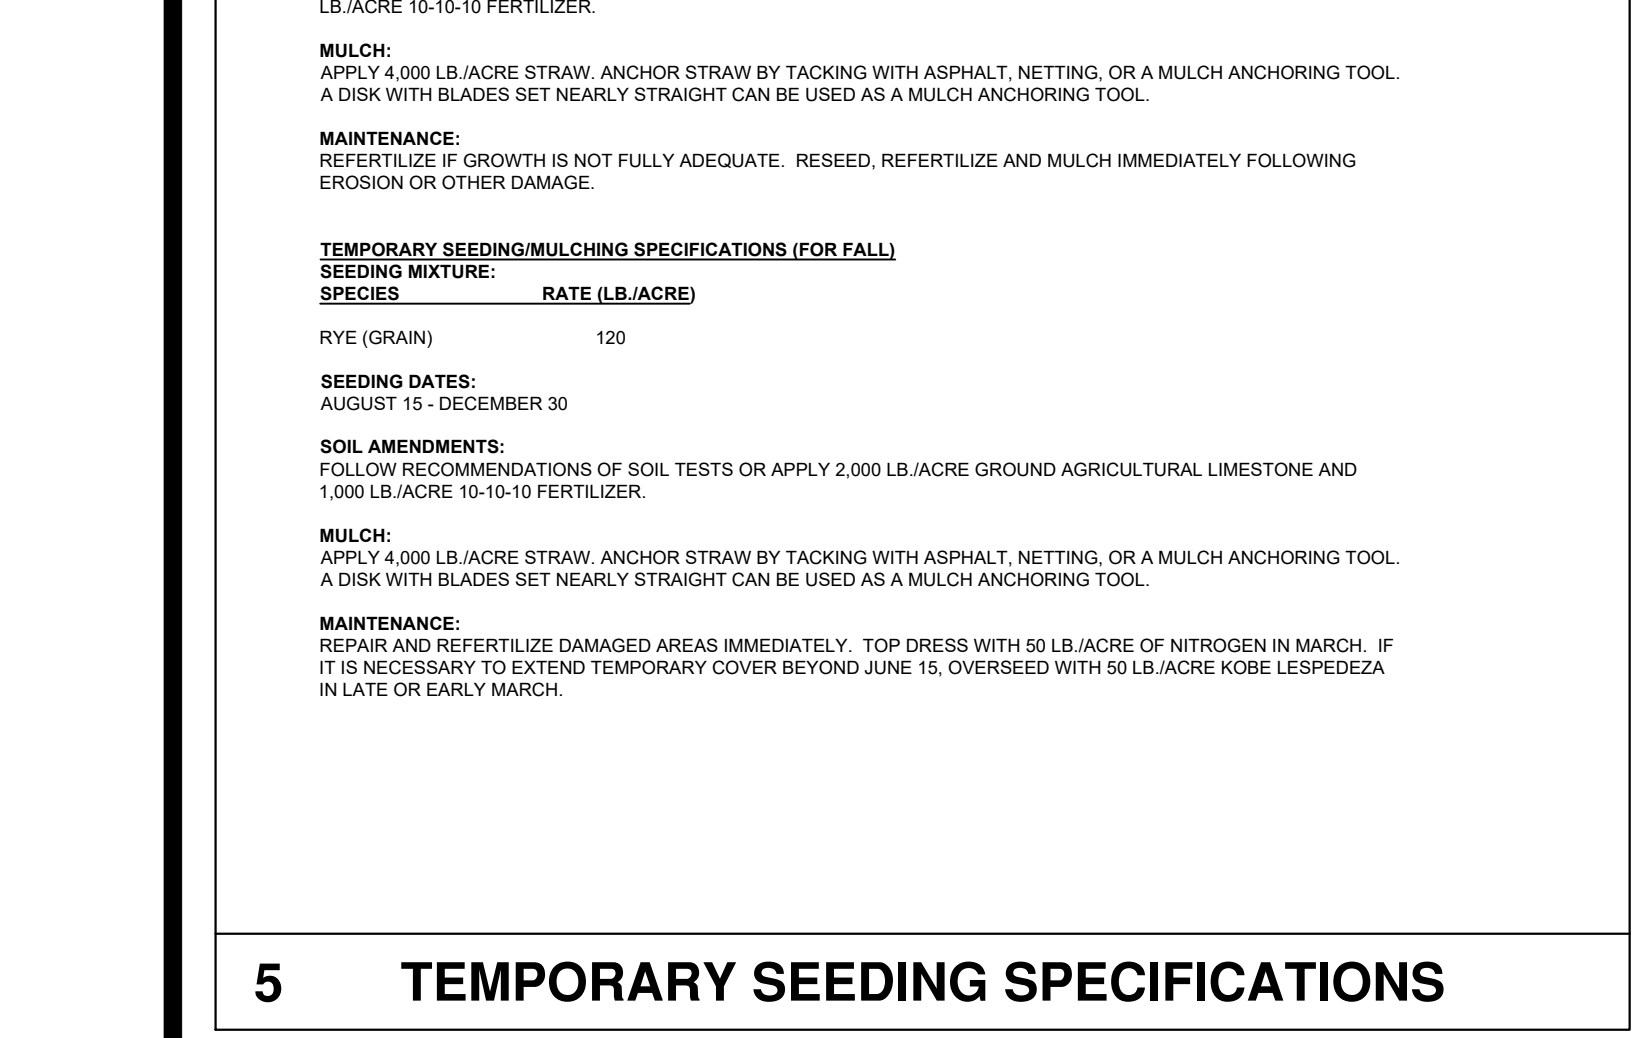 LB./ACRE 10-10-10 FERTILIZER.
MULCH:
APPLY 4,000 LB./ACRE STRAW. ANCHOR STRAW BY TACKING WITH ASPHALT, NETTING, OR A MULCH ANCHORING TOOL.
A DISK WITH BLADES SET NEARLY STRAIGHT CAN BE USED AS A MULCH ANCHORING TOOL.
MAINTENANCE:
REFERTILIZE IF GROWTH IS NOT FULLY ADEQUATE. RESEED, REFERTILIZE AND MULCH IMMEDIATELY FOLLOWING
EROSION OR OTHER DAMAGE.
TEMPORARY SEEDING/MULCHING SPECIFICATIONS (FOR FALL)
SEEDING MIXTURE:
SPECIES RATE (LB./ACRE)
RYE (GRAIN) 120
SEEDING DATES:
AUGUST 15 - DECEMBER 30
SOIL AMENDMENTS:
FOLLOW RECOMMENDATIONS OF SOIL TESTS OR APPLY 2,000 LB./ACRE GROUND AGRICULTURAL LIMESTONE AND
1,000 LB./ACRE 10-10-10 FERTILIZER.
MULCH:
APPLY 4,000 LB./ACRE STRAW. ANCHOR STRAW BY TACKING WITH ASPHALT, NETTING, OR A MULCH ANCHORING TOOL.
A DISK WITH BLADES SET NEARLY STRAIGHT CAN BE USED AS A MULCH ANCHORING TOOL.
MAINTENANCE:
REPAIR AND REFERTILIZE DAMAGED AREAS IMMEDIATELY. TOP DRESS WITH 50 LB./ACRE OF NITROGEN IN MARCH. IF
IT IS NECESSARY TO EXTEND TEMPORARY COVER BEYOND JUNE 15, OVERSEED WITH 50 LB./ACRE KOBE LESPEDEZA
IN LATE OR EARLY MARCH.
5 TEMPORARY SEEDING SPECIFICATIONS